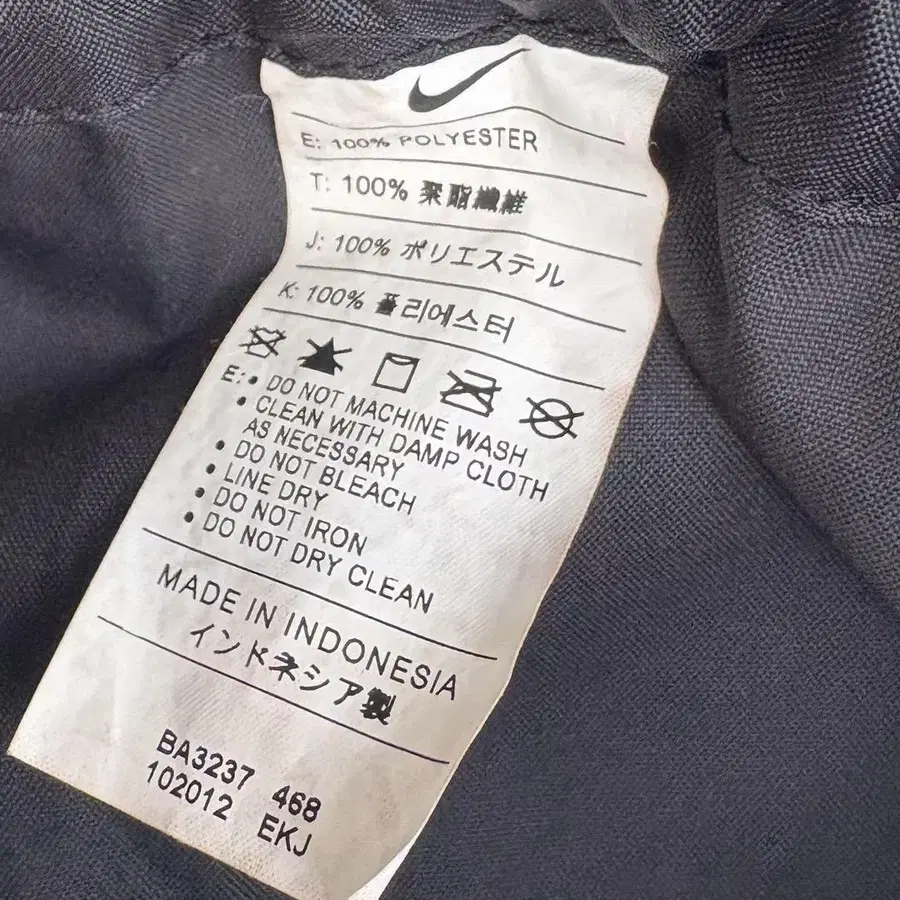 E: 100% POLYESTER
T: 100% 聚酯纖維
J: 100% ポリエステル
K: 100% 폴리에스터
E: • DO NOT MACHINE WASH
• CLEAN WITH DAMP CLOTH
AS NECESSARY
• DO NOT BLEACH
• LINE DRY
• DO NOT IRON
• DO NOT DRY CLEAN
MADE IN INDONESIA
インドネシア製
BA3237 468
102012 EKJ